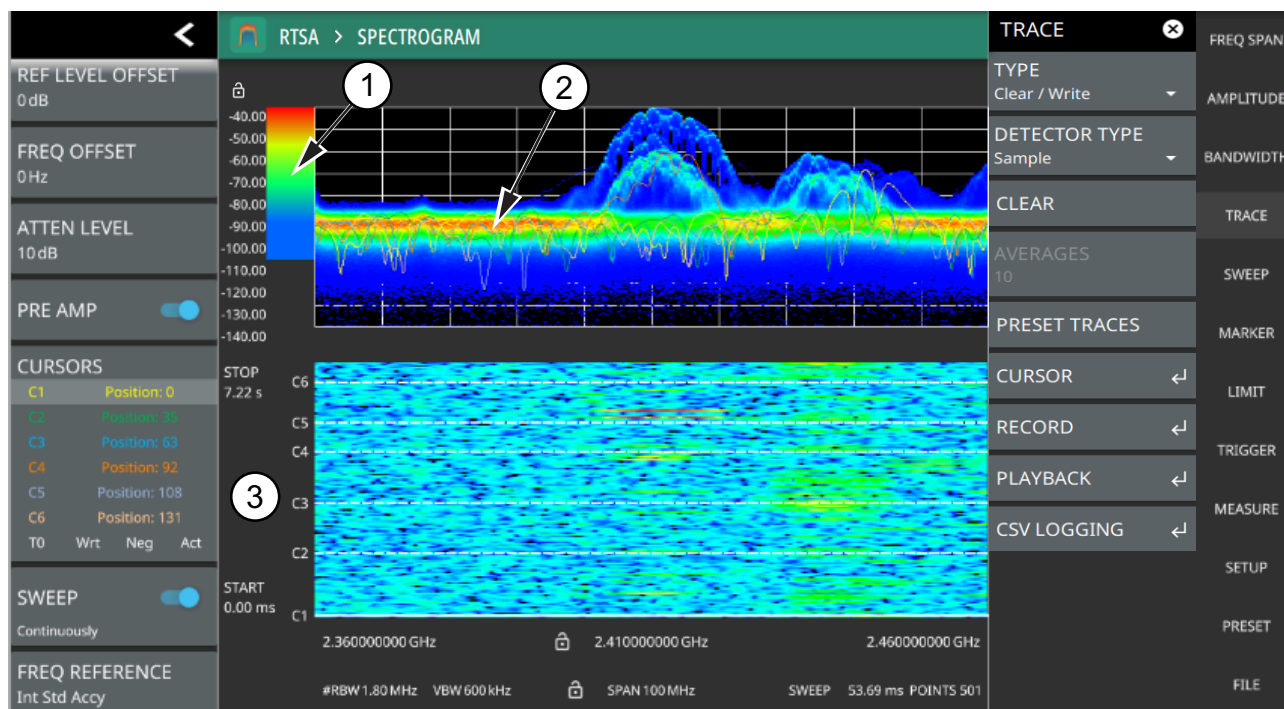 RTSA > SPECTROGRAM
REF LEVEL OFFSET
0 dB
FREQ OFFSET
0 Hz
ATTEN LEVEL
10 dB
PRE AMP
CURSORS
C1 Position: 0
C2 Position: 35
C3 Position: 63
C4 Position: 92
C5 Position: 108
C6 Position: 131
T0 Wrt Neg Act
SWEEP
Continuously
FREQ REFERENCE
Int Std Accy
1
2
-40.00
-50.00
-60.00
-70.00
-80.00
-90.00
-100.00
-110.00
-120.00
-130.00
-140.00
STOP
7.22 s
C6
C5
C4
3
C3
C2
START
0.00 ms
C1
2.360000000 GHz 2.410000000 GHz 2.460000000 GHz
#RBW 1.80 MHz VBW 600 kHz SPAN 100 MHz SWEEP 53.69 ms POINTS 501
TRACE
TYPE
Clear / Write
DETECTOR TYPE
Sample
CLEAR
AVERAGES
10
PRESET TRACES
CURSOR
RECORD
PLAYBACK
CSV LOGGING
FREQ SPAN
AMPLITUDE
BANDWIDTH
TRACE
SWEEP
MARKER
LIMIT
TRIGGER
MEASURE
SETUP
PRESET
FILE